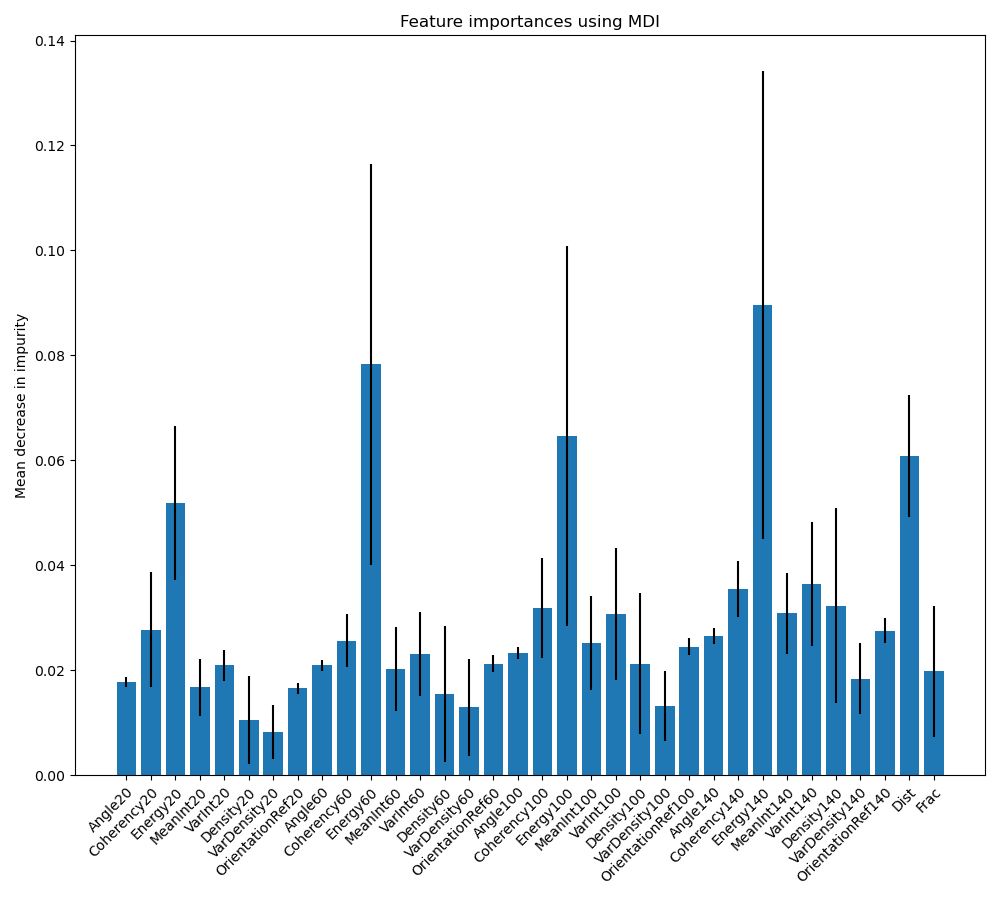 Feature importances using MDI
Mean decrease in impurity
0.14
0.12
0.10
0.08
0.06
0.04
0.02
0.00
Angle20
Coherency20
Energy20
MeanInt20
VarInt20
Density20
VarDensity20
OrientationRef20
Angle60
Coherency60
Energy60
MeanInt60
VarInt60
Density60
VarDensity60
OrientationRef60
Angle100
Coherency100
Energy100
MeanInt100
VarInt100
Density100
VarDensity100
OrientationRef100
Angle140
Coherency140
Energy140
MeanInt140
VarInt140
Density140
VarDensity140
OrientationRef140
Dist
Frac